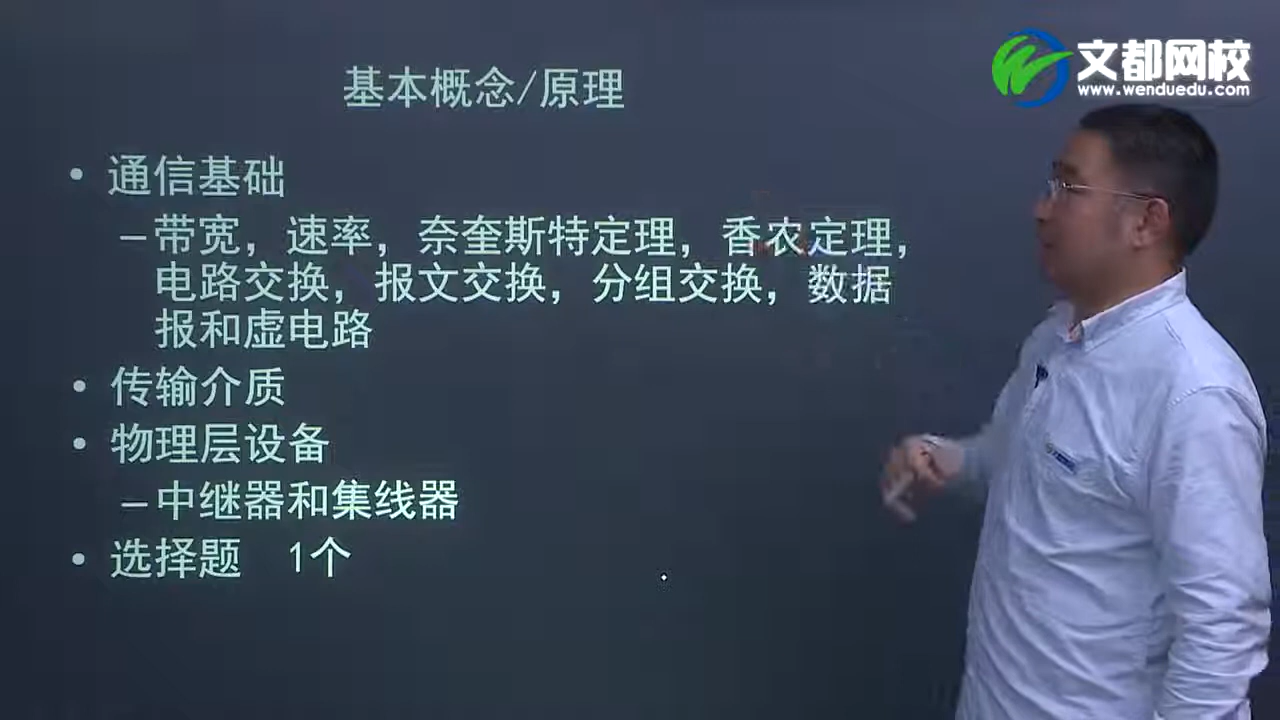 文都网校
www.wenduedu.com
基本概念/原理
• 通信基础
–带宽，速率，奈奎斯特定理，香农定理，
电路交换，报文交换，分组交换，数据
报和虚电路
• 传输介质
• 物理层设备
–中继器和集线器
• 选择题 1个